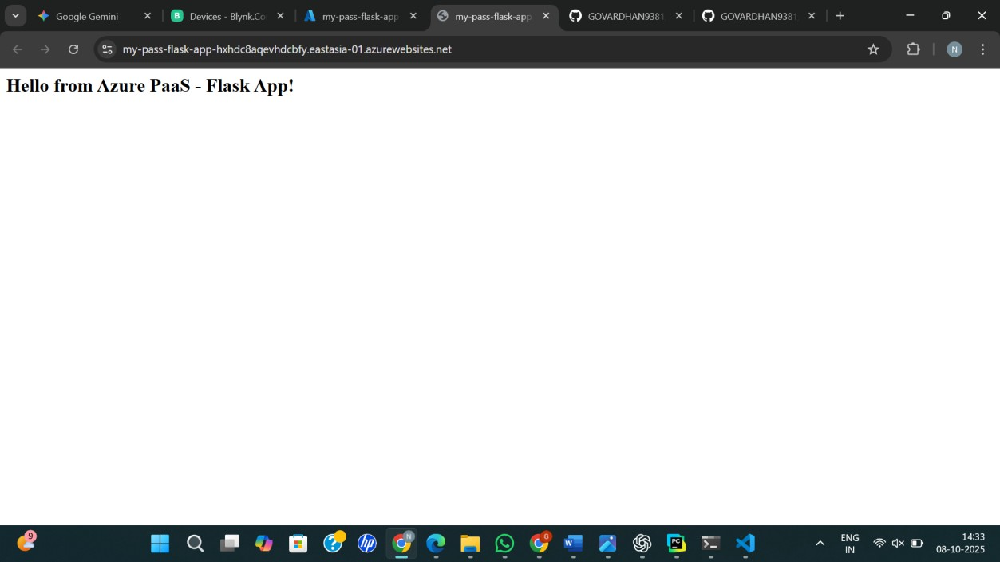 Google Gemini
Devices - Blynk.Co
my-pass-flask-app
my-pass-flask-app
GOVARDHAN9381
GOVARDHAN9381
my-pass-flask-app-hxhdc8aqevhdcbfy.eastasia-01.azurewebsites.net
N
Hello from Azure PaaS - Flask App!
9
N
G
ENG
IN
14:33
08-10-2025